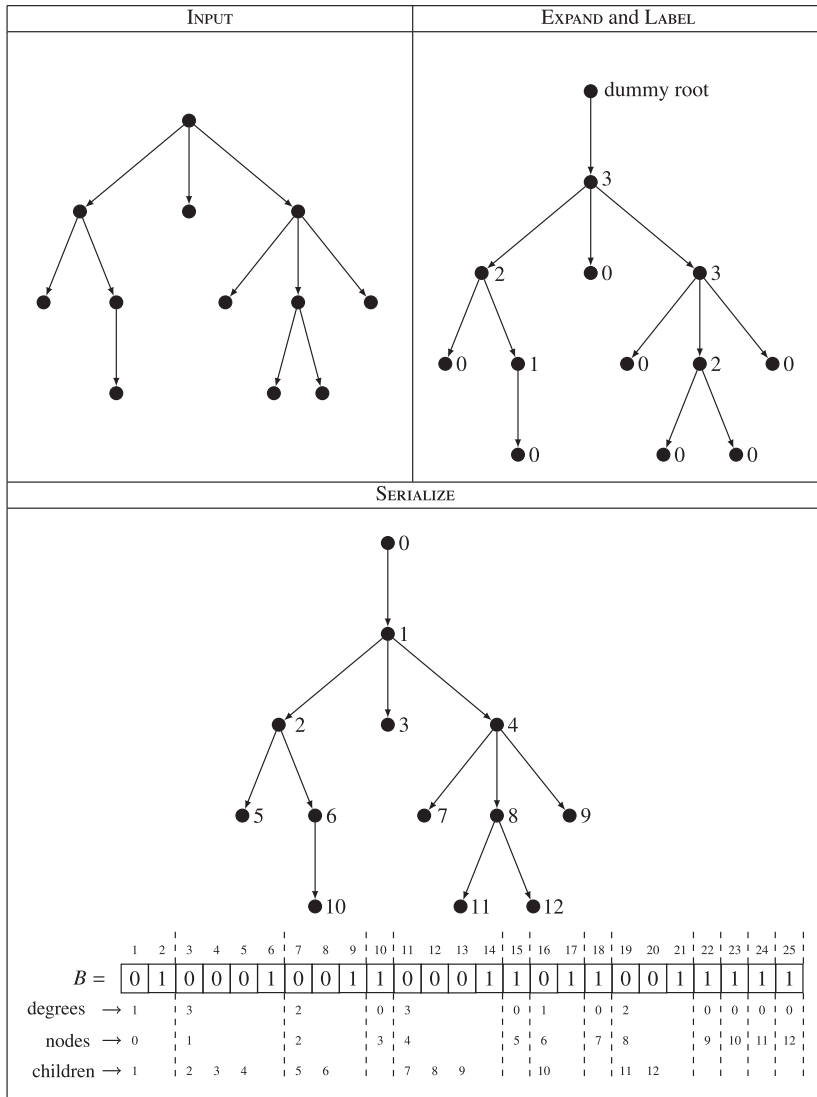 INPUT
EXPAND and LABEL
dummy root
3
2 0 3
0 1 0 2 0
0 0 0
SERIALIZE
0
1
2 3 4
5 6 7 8 9
10 11 12
1 2 3 4 5 6 7 8 9 10 11 12 13 14 15 16 17 18 19 20 21 22 23 24 25
B = 0 1 0 0 0 1 0 0 1 1 0 0 0 1 1 0 1 1 0 0 1 1 1 1 1
degrees → 1 3 2 0 3 0 1 0 2 0 0 0 0
nodes → 0 1 2 3 4 5 6 7 8 9 10 11 12
children → 1 2 3 4 5 6 7 8 9 10 11 12